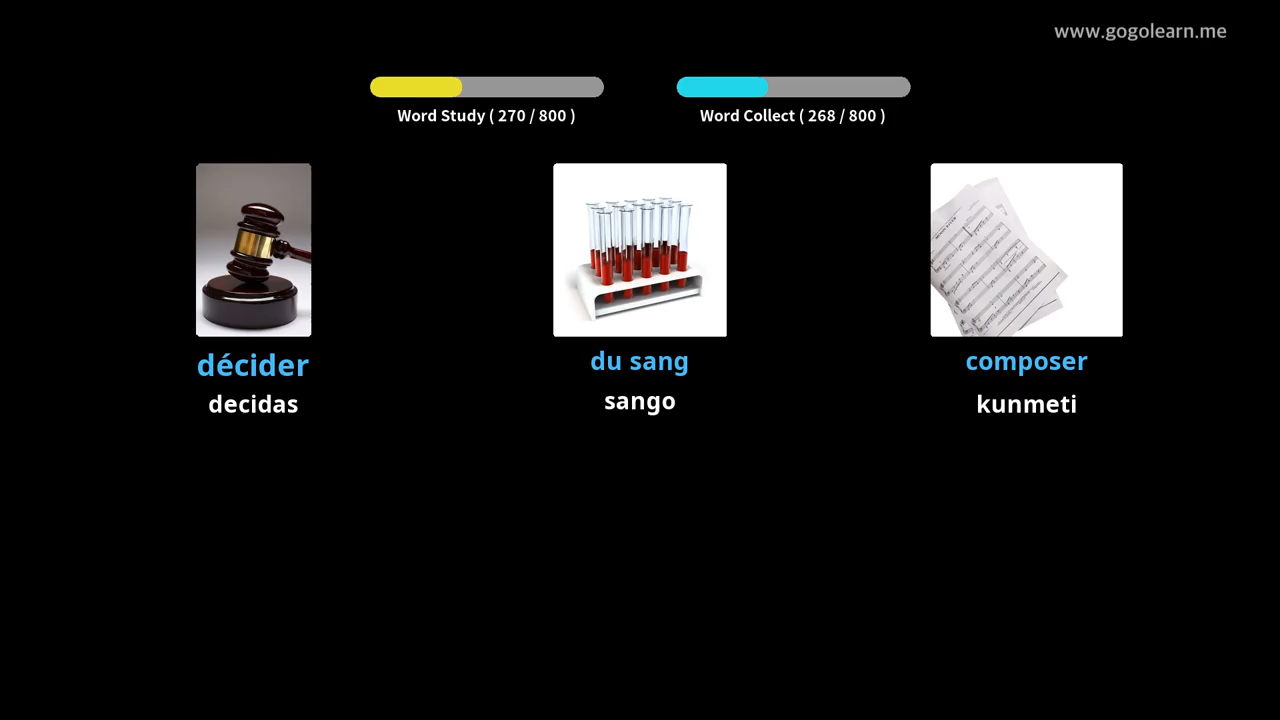 www.gogolearn.me
Word Study ( 270 / 800 )
Word Collect ( 268 / 800 )
décider
du sang
composer
decidas
sango
kunmeti